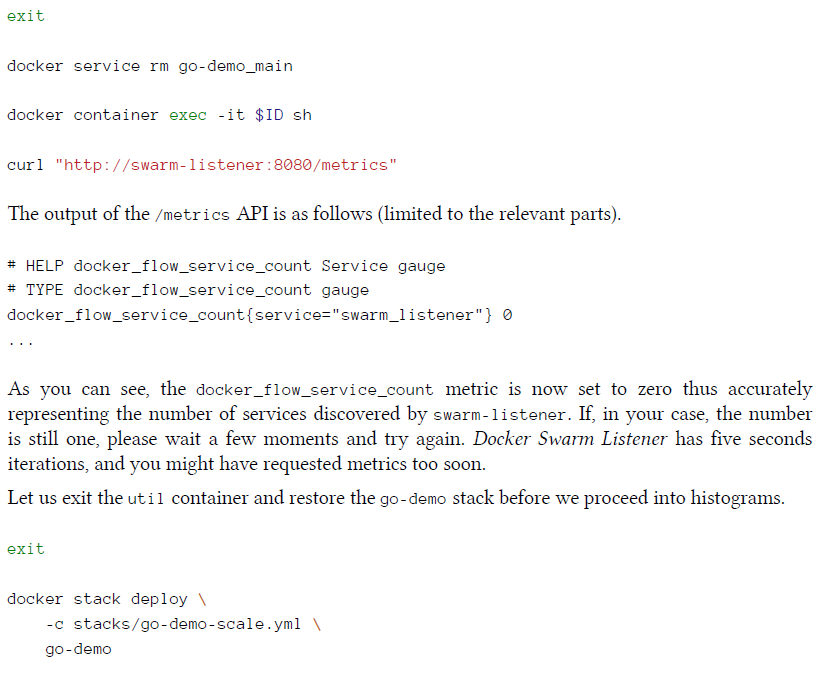 exit
docker service rm go-demo_main
docker container exec -it $ID sh
curl "http://swarm-listener:8080/metrics"
The output of the /metrics API is as follows (limited to the relevant parts).
# HELP docker_flow_service_count Service gauge
# TYPE docker_flow_service_count gauge
docker_flow_service_count{service="swarm_listener"} 0
...
As you can see, the docker_flow_service_count metric is now set to zero thus accurately
representing the number of services discovered by swarm-listener. If, in your case, the number
is still one, please wait a few moments and try again. Docker Swarm Listener has five seconds
iterations, and you might have requested metrics too soon.
Let us exit the util container and restore the go-demo stack before we proceed into histograms.
exit
docker stack deploy \
    -c stacks/go-demo-scale.yml \
    go-demo